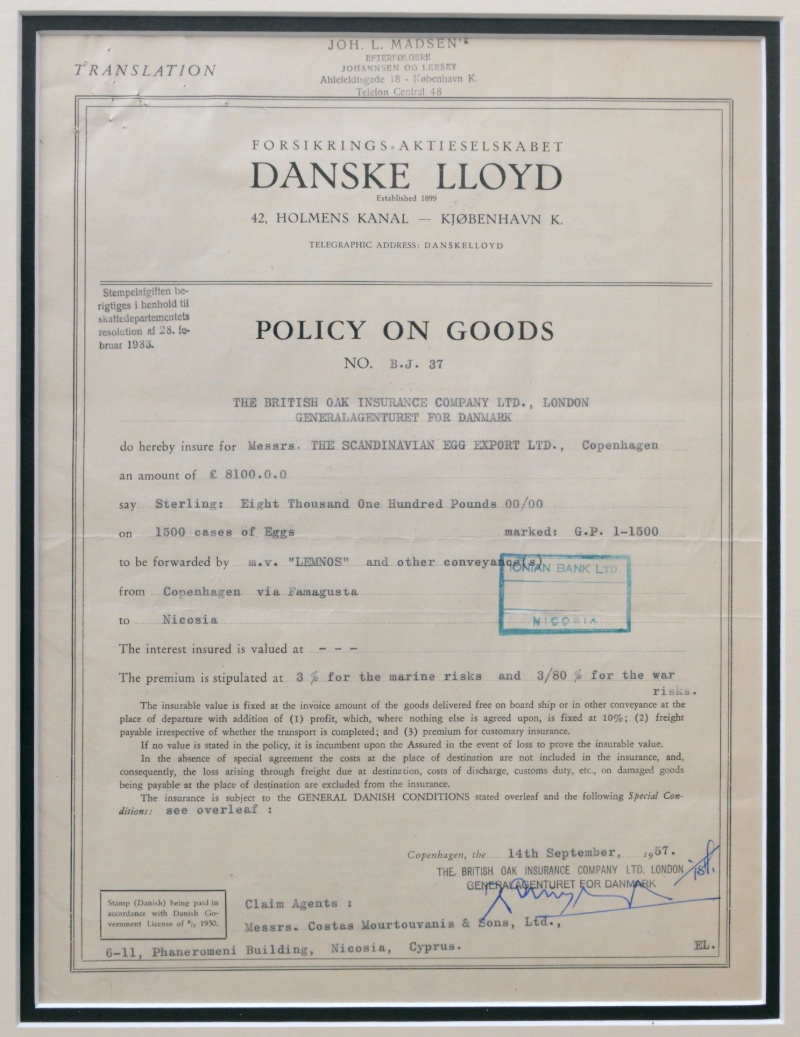 TRANSLATION
JOH. L. MADSEN'S
EFTERFØLGERE
JOHANNSEN OG LERSEY
Ahlefeldtsgade 18 - København K.
Telefon Central 48
FORSIKRINGS-AKTIESELSKABET
DANSKE LLOYD
Established 1899
42, HOLMENS KANAL — KJØBENHAVN K.
TELEGRAPHIC ADDRESS: DANSKELLOYD
Stempelafgiften be-
rigtiges i henhold til
skattedepartementets
resolution af 28. fe-
bruar 1933.
POLICY ON GOODS
NO. B.J. 37
THE BRITISH OAK INSURANCE COMPANY LTD., LONDON
GENERALAGENTURET FOR DANMARK
do hereby insure for Messrs. THE SCANDINAVIAN EGG EXPORT LTD., Copenhagen
an amount of £ 8100.0.0
say Sterling: Eight Thousand One Hundred Pounds 00/00
on 1500 cases of Eggs marked: G.P. 1-1500
to be forwarded by m.v. "LEMNOS" and other conveyance(s)
IONIAN BANK LTD.
from Copenhagen via Famagusta
to Nicosia
NICOSIA
The interest insured is valued at - - -
The premium is stipulated at 3 % for the marine risks and 3/80 % for the war
risks.
The insurable value is fixed at the invoice amount of the goods delivered free on board ship or in other conveyance at the
place of departure with addition of (1) profit, which, where nothing else is agreed upon, is fixed at 10%; (2) freight
payable irrespective of whether the transport is completed; and (3) premium for customary insurance.
If no value is stated in the policy, it is incumbent upon the Assured in the event of loss to prove the insurable value.
In the absence of special agreement the costs at the place of destination are not included in the insurance, and,
consequently, the loss arising through freight due at destination, costs of discharge, customs duty, etc., on damaged goods
being payable at the place of destination are excluded from the insurance.
The insurance is subject to the GENERAL DANISH CONDITIONS stated overleaf and the following Special Con-
ditions: see overleaf :
Copenhagen, the 14th September, 1957.
THE BRITISH OAK INSURANCE COMPANY LTD. LONDON
GENERALAGENTURET FOR DANMARK
Stamp (Danish) being paid in
accordance with Danish Go-
vernment License of 1930.
Claim Agents :
Messrs. Costas Mourtouvanis & Sons, Ltd.,
6-11, Phaneromeni Building, Nicosia, Cyprus.
EL.